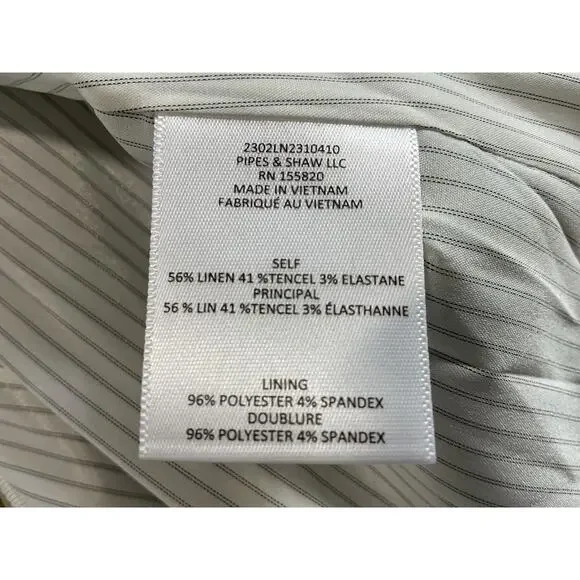 2302LN2310410
PIPES & SHAW LLC
RN 155820
MADE IN VIETNAM
FABRIQUÉ AU VIETNAM
SELF
56% LINEN 41 %TENCEL 3% ELASTANE
PRINCIPAL
56 % LIN 41 %TENCEL 3% ÉLASTHANNE
LINING
96% POLYESTER 4% SPANDEX
DOUBLURE
96% POLYESTER 4% SPANDEX